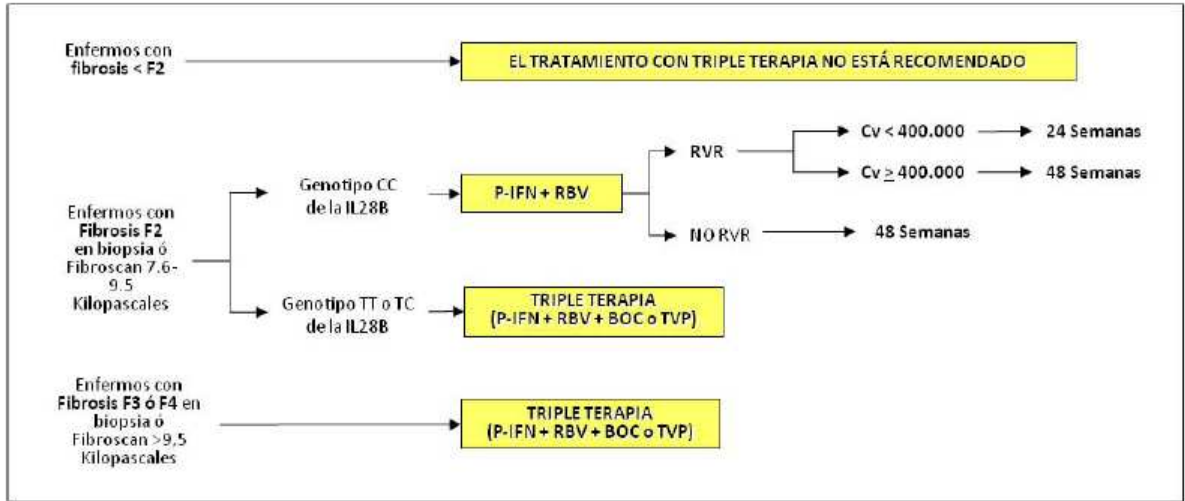 Enfermos con
fibrosis < F2
EL TRATAMIENTO CON TRIPLE TERAPIA NO ESTÁ RECOMENDADO
Enfermos con
Fibrosis F2
en biopsia ó
Fibroscan 7.6-
9.5
Kilopascales
Genotipo CC
de la IL28B
P-IFN + RBV
RVR
Cv < 400.000
24 Semanas
Cv ≥ 400.000
48 Semanas
NO RVR
48 Semanas
Genotipo TT o TC
de la IL28B
TRIPLE TERAPIA
(P-IFN + RBV + BOC o TVP)
Enfermos con
Fibrosis F3 ó F4 en
biopsia ó
Fibroscan >9,5
Kilopascales
TRIPLE TERAPIA
(P-IFN + RBV + BOC o TVP)